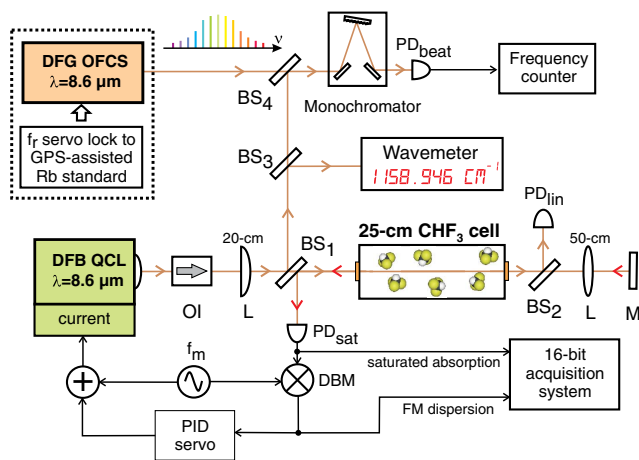 DFG OFCS
λ=8.6 µm
fr servo lock to
GPS-assisted
Rb standard
ν
BS4
Monochromator
PDbeat
Frequency
counter
BS3
Wavemeter
1158.946 CM-1
DFB QCL
λ=8.6 µm
current
OI
20-cm
L
BS1
25-cm CHF3 cell
PDlin
BS2
50-cm
L
M
PDsat
fm
DBM
saturated absorption
FM dispersion
16-bit
acquisition
system
+
PID
servo